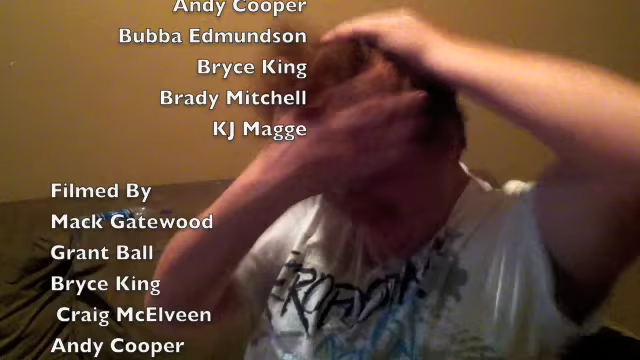 Andy Cooper
Bubba Edmundson
Bryce King
Brady Mitchell
KJ Magge
Filmed By
Mack Gatewood
Grant Ball
Bryce King
Craig McElveen
Andy Cooper